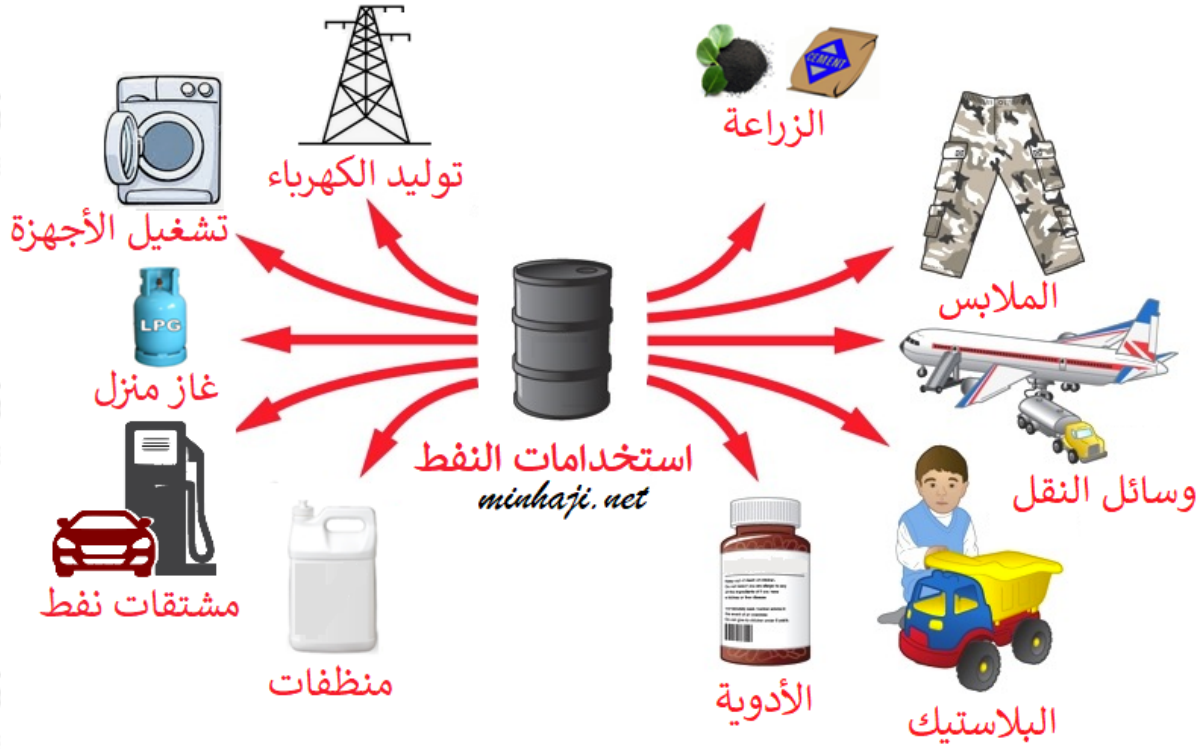 توليد الكهرباء
الزراعة
CEMENT
تشغيل الأجهزة
الملابس
LPG
غاز منزل
وسائل النقل
استخدامات النفط
minhaji.net
مشتقات نفط
منظفات
الأدوية
البلاستيك